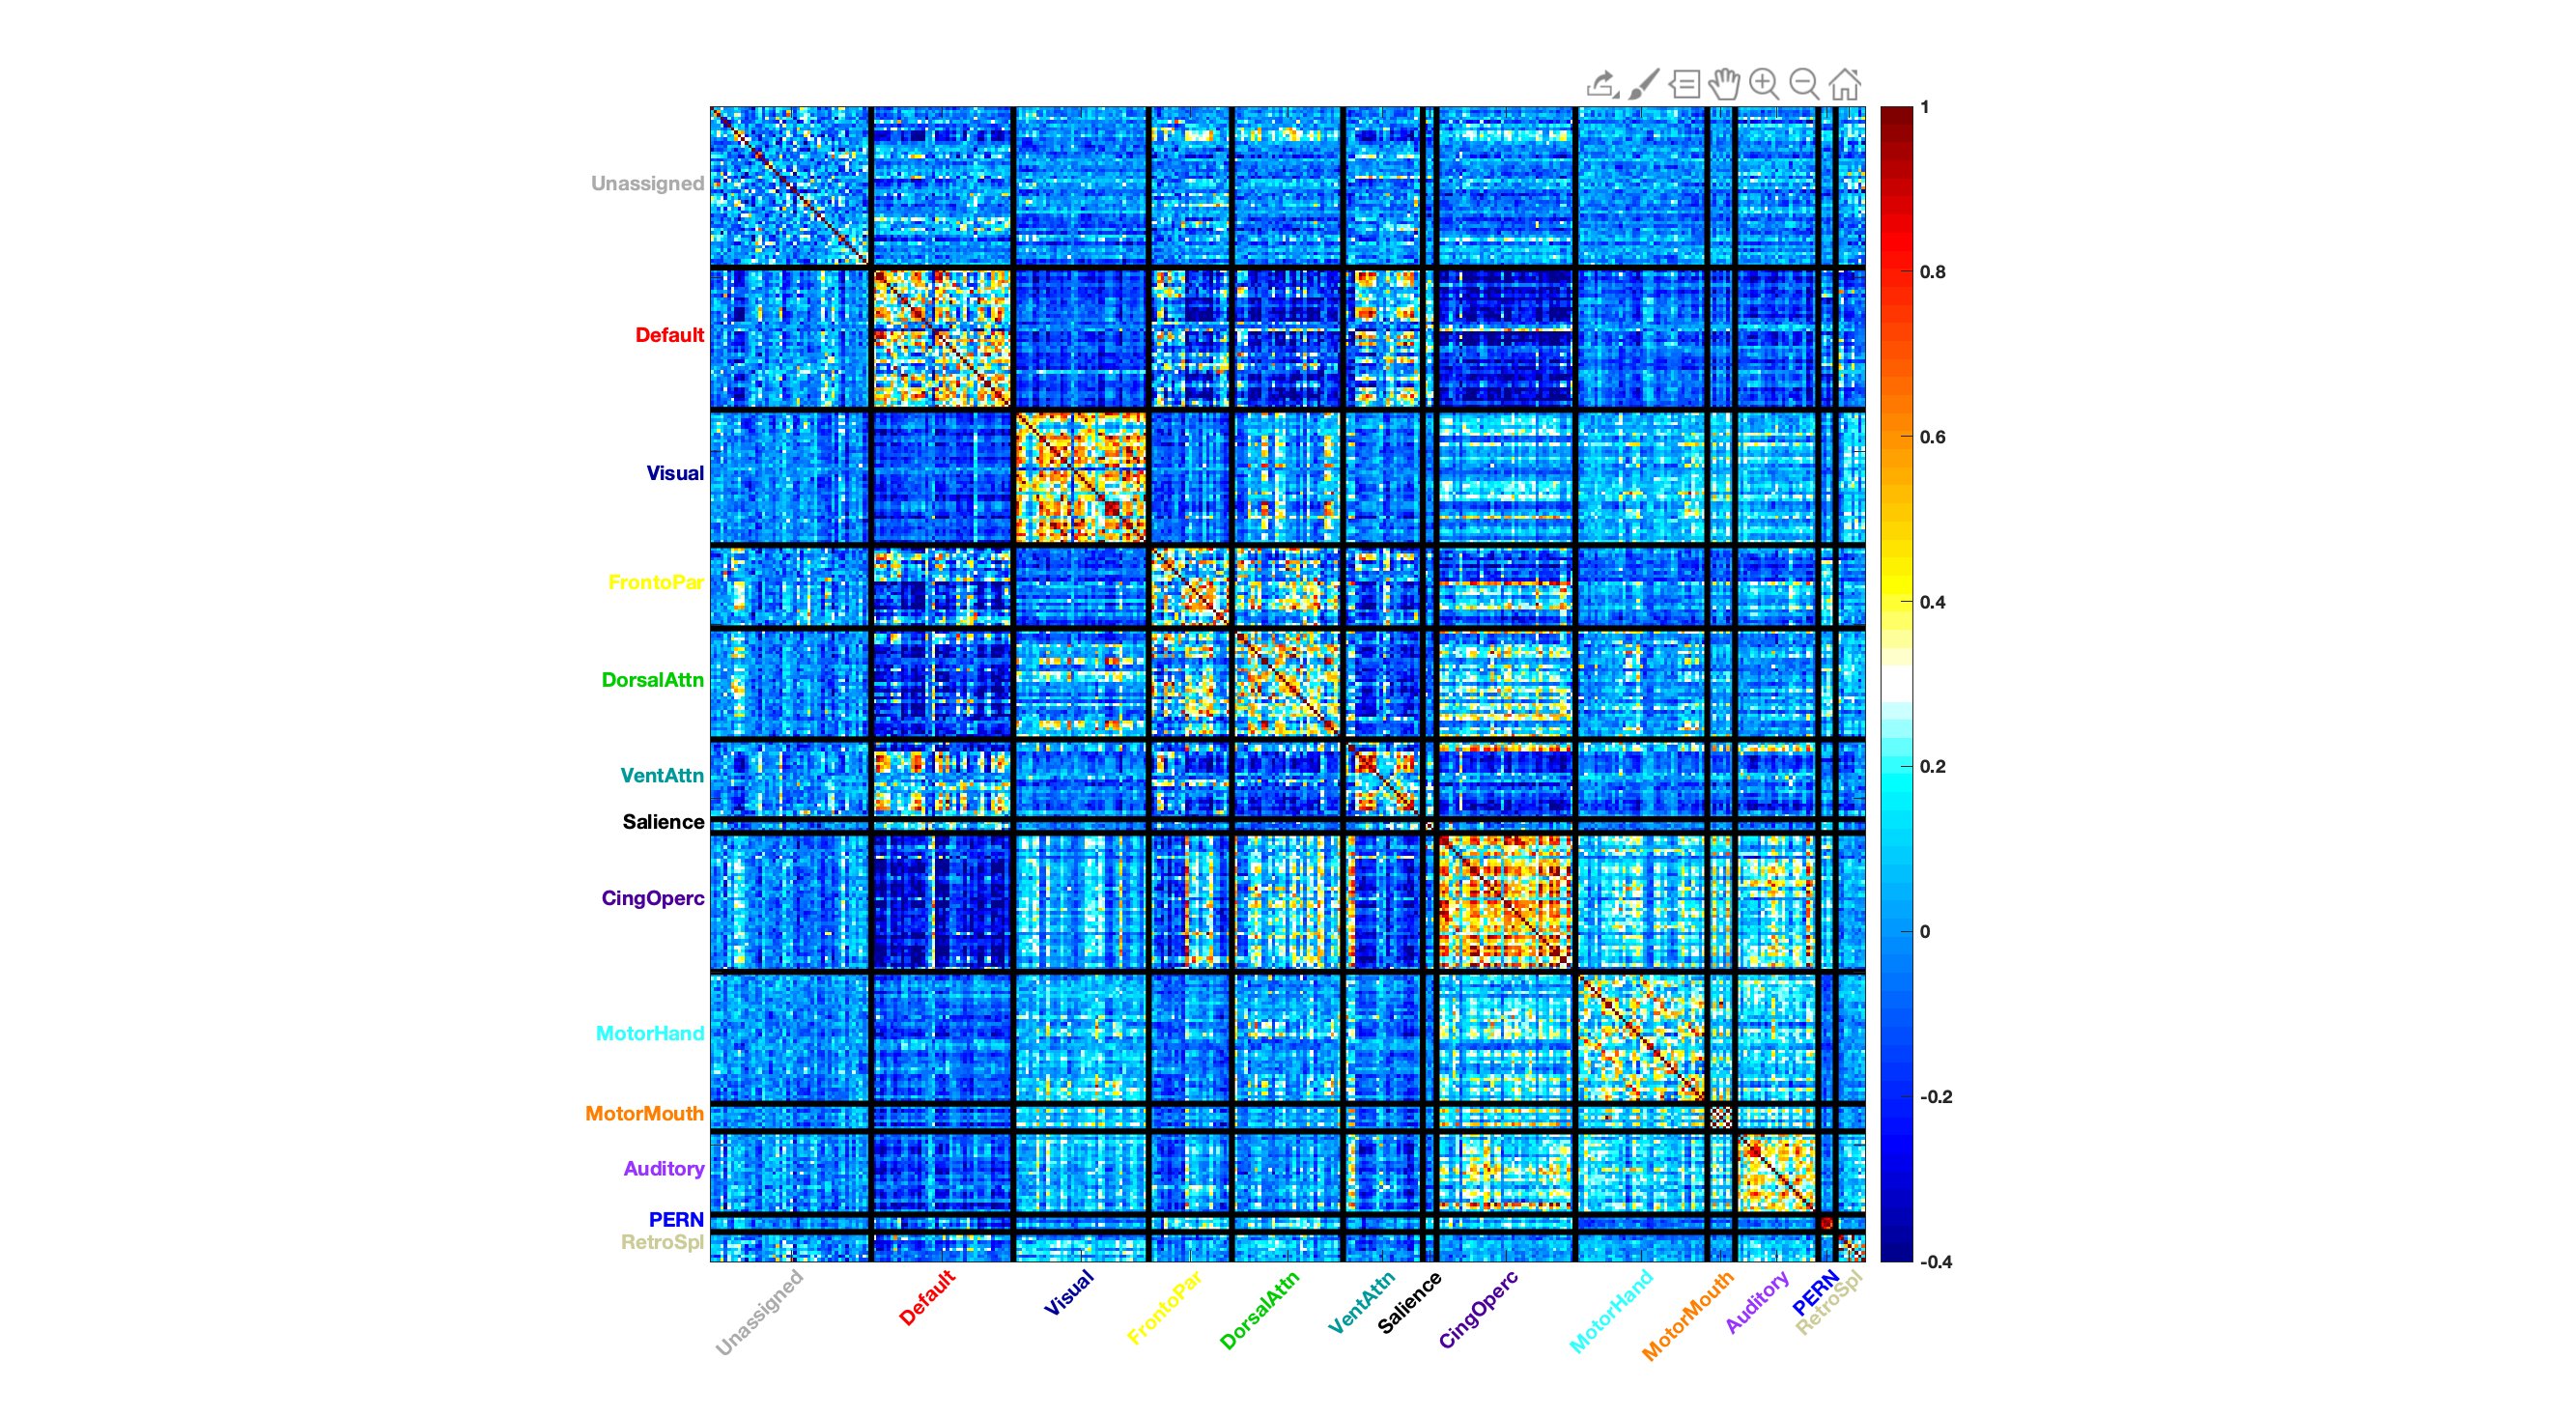 Unassigned
Default
Visual
FrontoPar
DorsalAttn
VentAttn
Salience
CingOperc
MotorHand
MotorMouth
Auditory
PERN
RetroSpl
Unassigned
Default
Visual
FrontoPar
DorsalAttn
VentAttn
Salience
CingOperc
MotorHand
MotorMouth
Auditory
PERN
RetroSpl
1
0.8
0.6
0.4
0.2
0
-0.2
-0.4